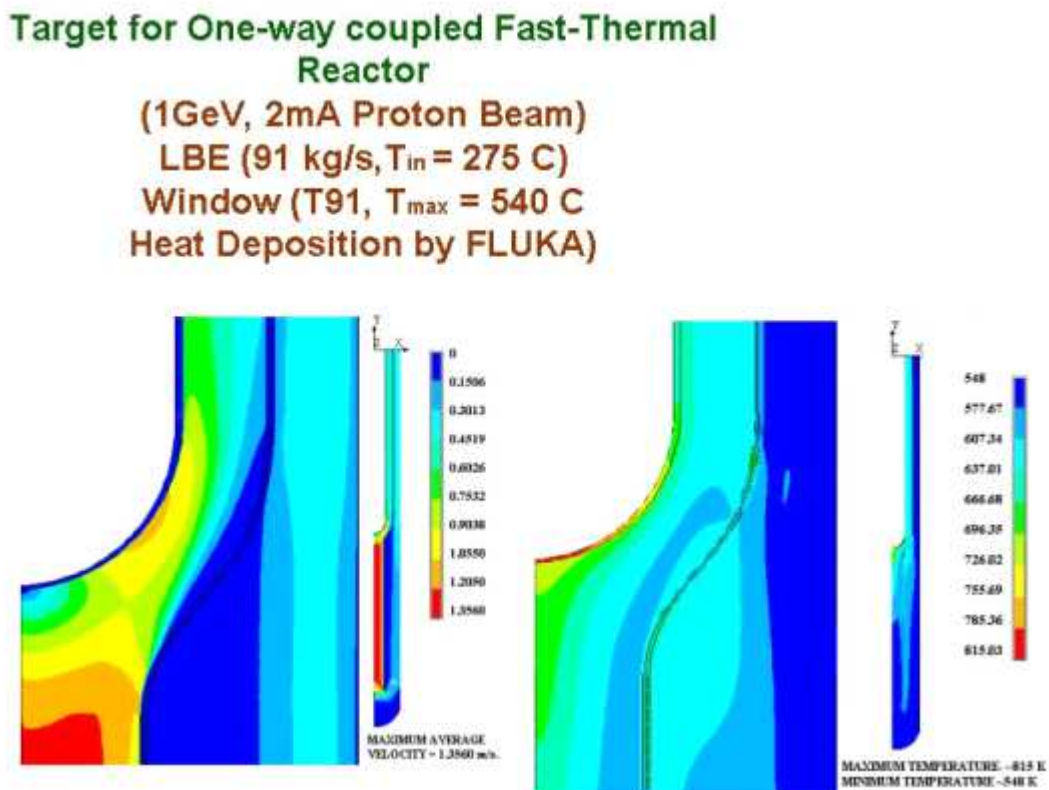 Target for One-way coupled Fast-Thermal
Reactor
(1GeV, 2mA Proton Beam)
LBE (91 kg/s,Tin = 275 C)
Window (T91, Tmax = 540 C
Heat Deposition by FLUKA)
Y
Z X
0
0.1506
0.3013
0.4519
0.6026
0.7532
0.9038
1.0550
1.2050
1.3560
MAXIMUM AVERAGE
VELOCITY = 1.3560 m/s.
Y
Z X
548
577.67
607.34
637.01
666.68
696.35
726.02
755.69
785.36
815.03
MAXIMUM TEMPERATURE ~815 K
MINIMUM TEMPERATURE ~548 K